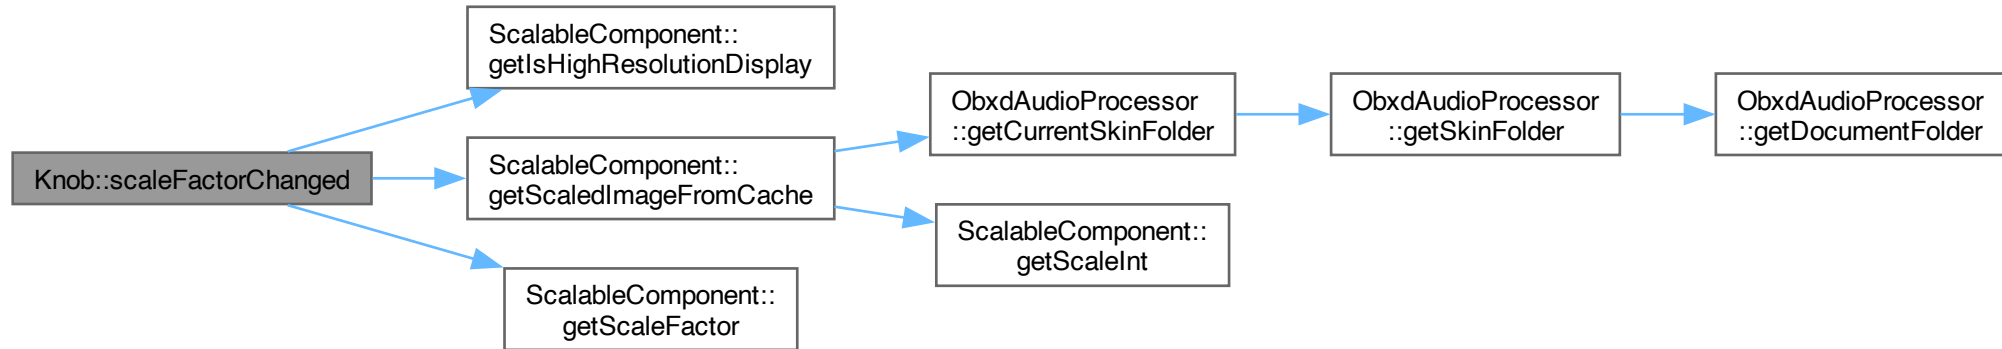 ScalableComponent::
getIsHighResolutionDisplay
Knob::scaleFactorChanged
ScalableComponent::
getScaledImageFromCache
ScalableComponent::
getScaleFactor
ObxdAudioProcessor
::getCurrentSkinFolder
ScalableComponent::
getScaleInt
ObxdAudioProcessor
::getSkinFolder
ObxdAudioProcessor
::getDocumentFolder